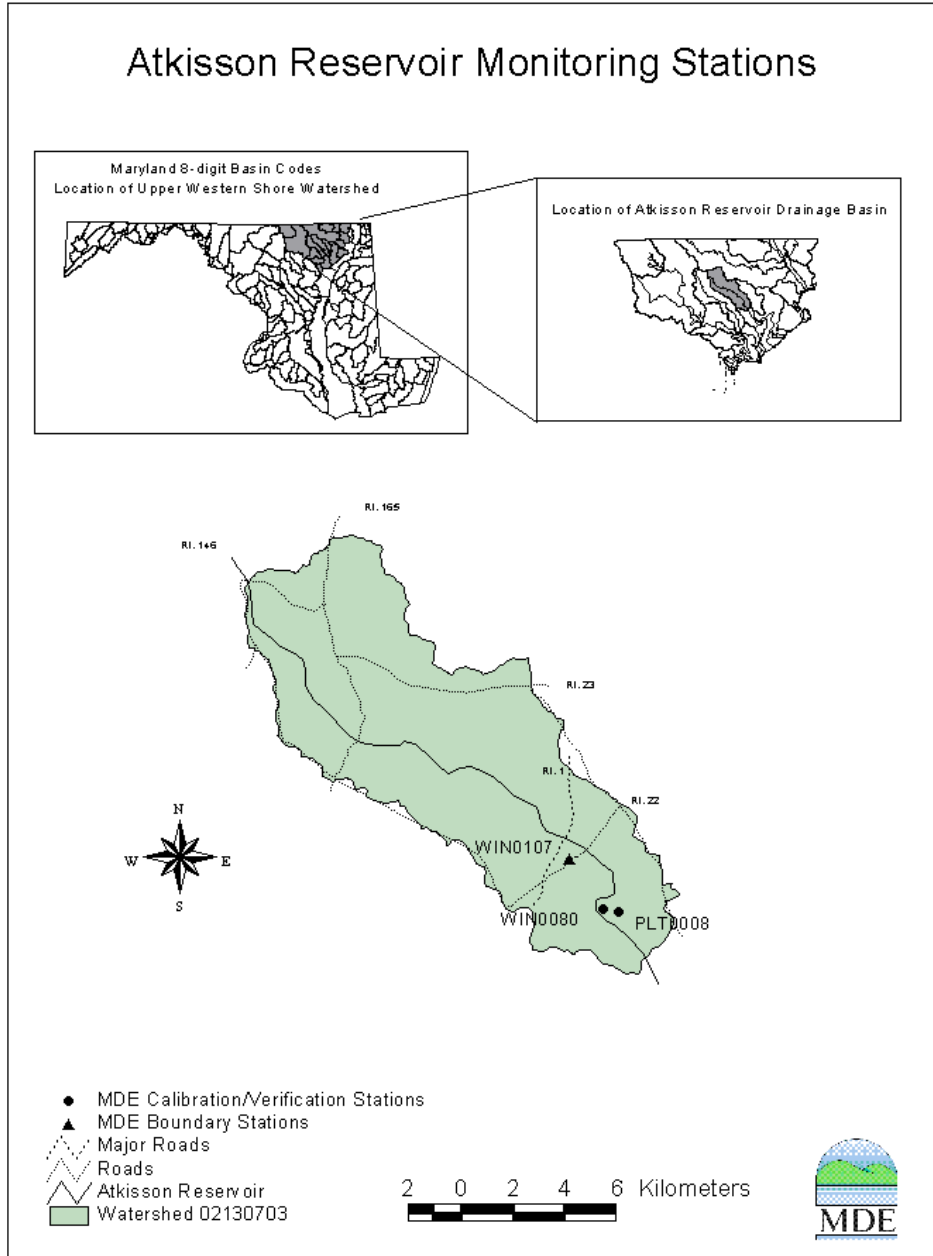 Atkisson Reservoir Monitoring Stations
Maryland 8-digit Basin Codes
Location of Upper Western Shore Watershed
Location of Atkisson Reservoir Drainage Basin
Rt. 165
Rt. 146
Rt. 23
Rt. 1
Rt. 22
N
W E
S
WIN0107
WIN0080
PLT0008
MDE Calibration/Verification Stations
MDE Boundary Stations
Major Roads
Roads
Atkisson Reservoir
Watershed 02130703
2 0 2 4 6 Kilometers
MDE